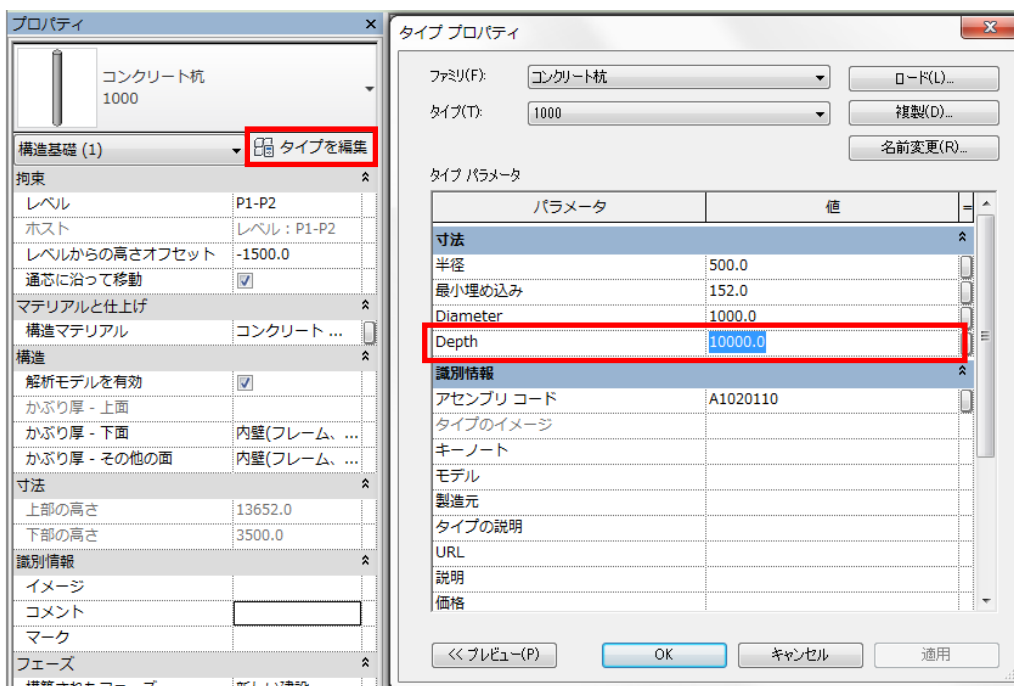 プロパティ ×
コンクリート杭
1000
構造基礎 (1) タイプを編集
拘束
レベル P1-P2
ホスト レベル : P1-P2
レベルからの高さオフセット -1500.0
通芯に沿って移動
マテリアルと仕上げ
構造マテリアル コンクリート ...
構造
解析モデルを有効
かぶり厚 - 上面
かぶり厚 - 下面 内壁(フレーム、...
かぶり厚 - その他の面 内壁(フレーム、...
寸法
上部の高さ 13652.0
下部の高さ 3500.0
識別情報
イメージ
コメント
マーク
フェーズ
タイプ プロパティ
ファミリ(F): コンクリート杭 ロード(L)...
タイプ(T): 1000 複製(D)...
名前変更(R)...
タイプ パラメータ
パラメータ 値 =
寸法
半径 500.0
最小埋め込み 152.0
Diameter 1000.0
Depth 10000.0
識別情報
アセンブリ コード A1020110
タイプのイメージ
キーノート
モデル
製造元
タイプの説明
URL
説明
価格
<< プレビュー(P) OK キャンセル 適用